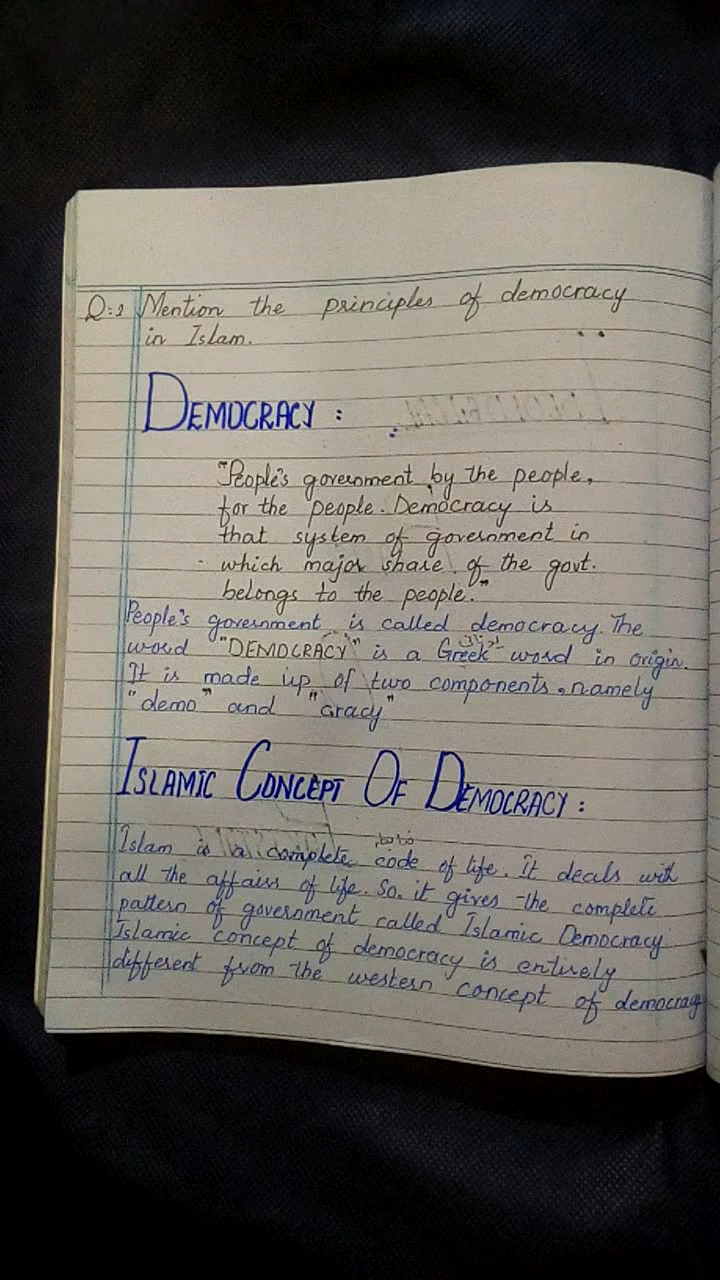 Q:2 Mention the principles of democracy
in Islam.
DEMOCRACY:
"People's government by the people,
for the people. Democracy is
that system of government in
which major share of the govt.
belongs to the people."
People's government is called democracy. The
word "DEMOCRACY" is a Greek word in origin.
It is made up of two components, namely
"demo" and "cracy"
ISLAMIC CONCEPT OF DEMOCRACY:
Islam is a complete code of life. It deals with
all the affairs of life. So, it gives the complete
pattern of government called Islamic Democracy
Islamic concept of democracy is entirely
different from the western concept of democracy